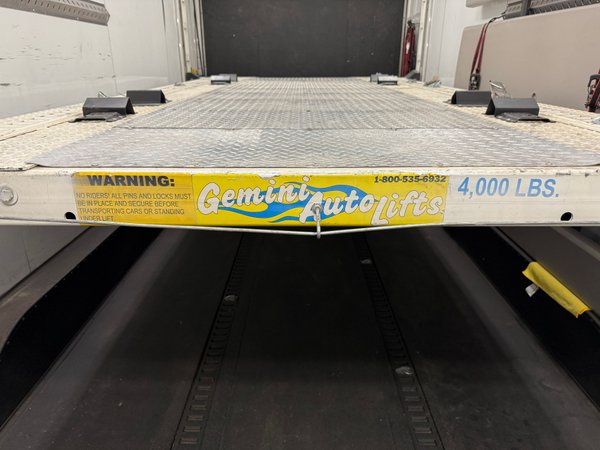 WARNING:
NO RIDERS! ALL PINS AND LOCKS MUST
BE IN PLACE AND SECURE BEFORE
TRANSPORTING CARS OR STANDING
UNDER LIFT
1-800-535-6932
Gemini Auto Lifts
4,000 LBS.